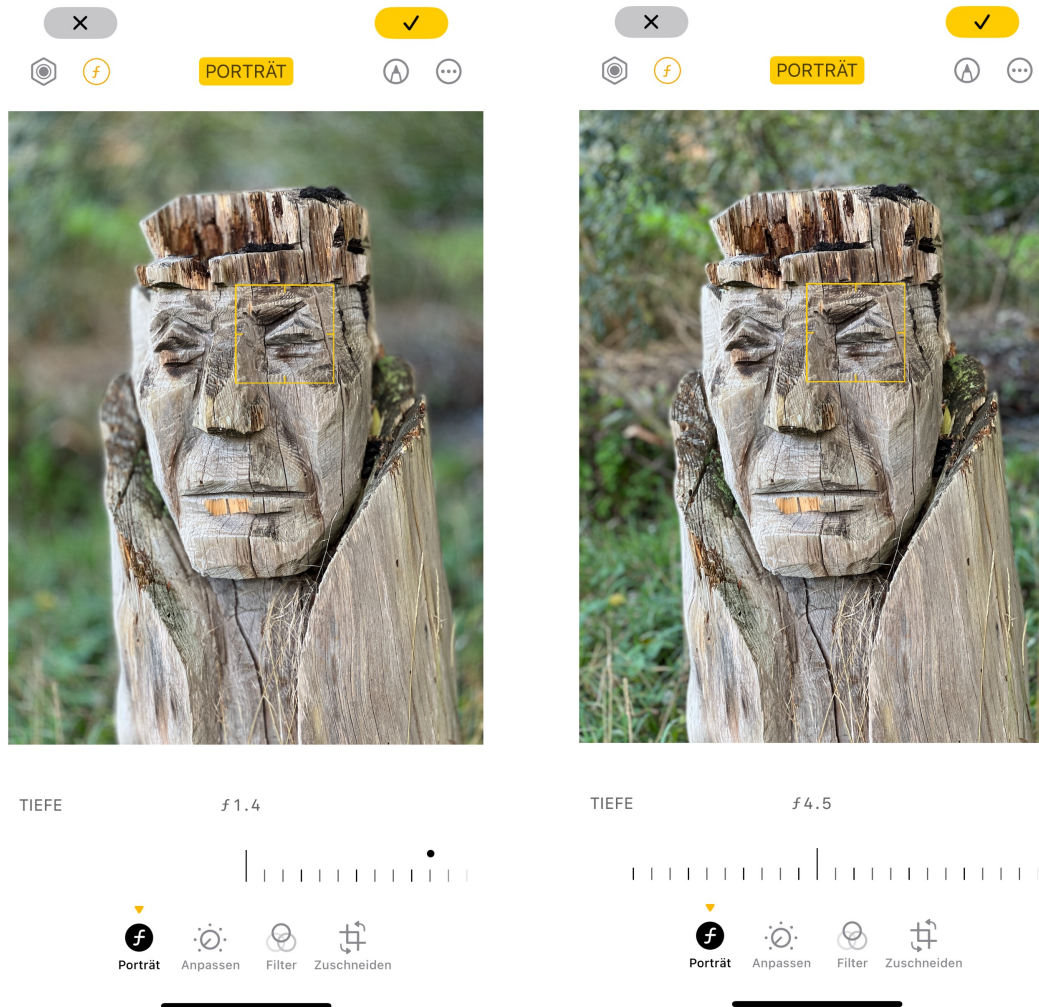 PORTRÄT
TIEFE
ƒ1.4
Porträt
Anpassen
Filter
Zuschneiden
PORTRÄT
TIEFE
ƒ4.5
Porträt
Anpassen
Filter
Zuschneiden